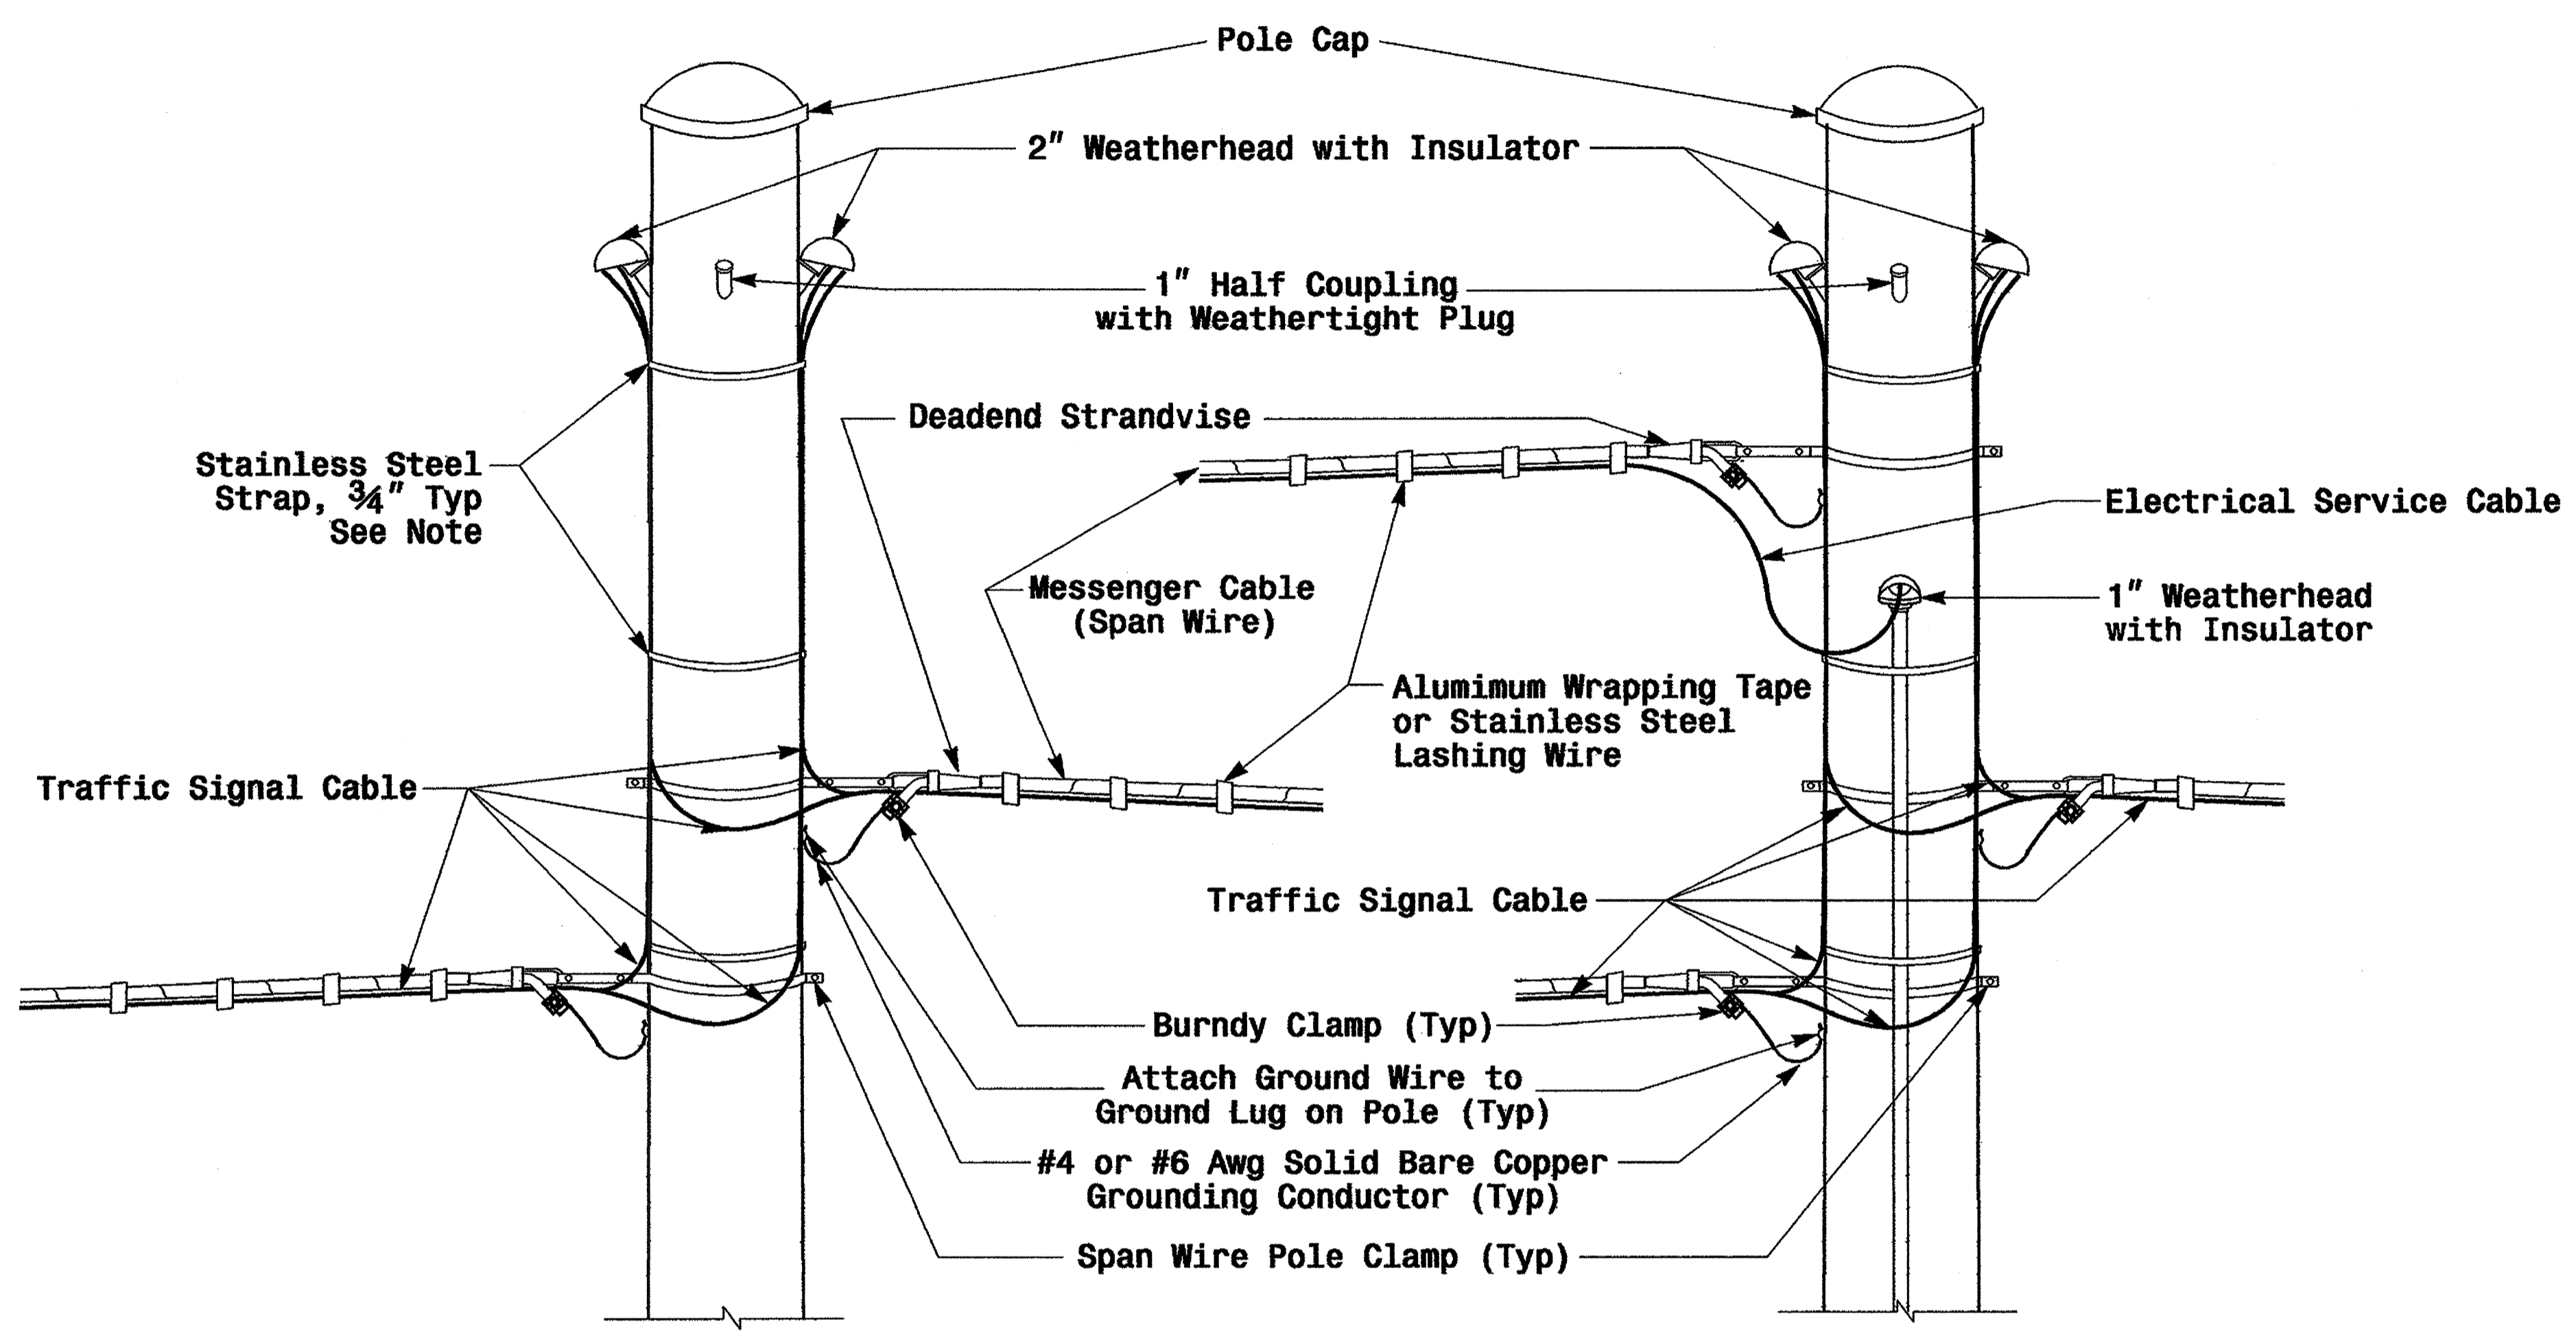 Pole Cap
2" Weatherhead with Insulator
1" Half Coupling
with Weathertight Plug
Deadend Strandvise
Stainless Steel
Strap, ¾" Typ
See Note
Electrical Service Cable
Messenger Cable
(Span Wire)
1" Weatherhead
with Insulator
Alumimum Wrapping Tape
or Stainless Steel
Lashing Wire
Traffic Signal Cable
Traffic Signal Cable
Burndy Clamp (Typ)
Attach Ground Wire to
Ground Lug on Pole (Typ)
#4 or #6 Awg Solid Bare Copper
Grounding Conductor (Typ)
Span Wire Pole Clamp (Typ)